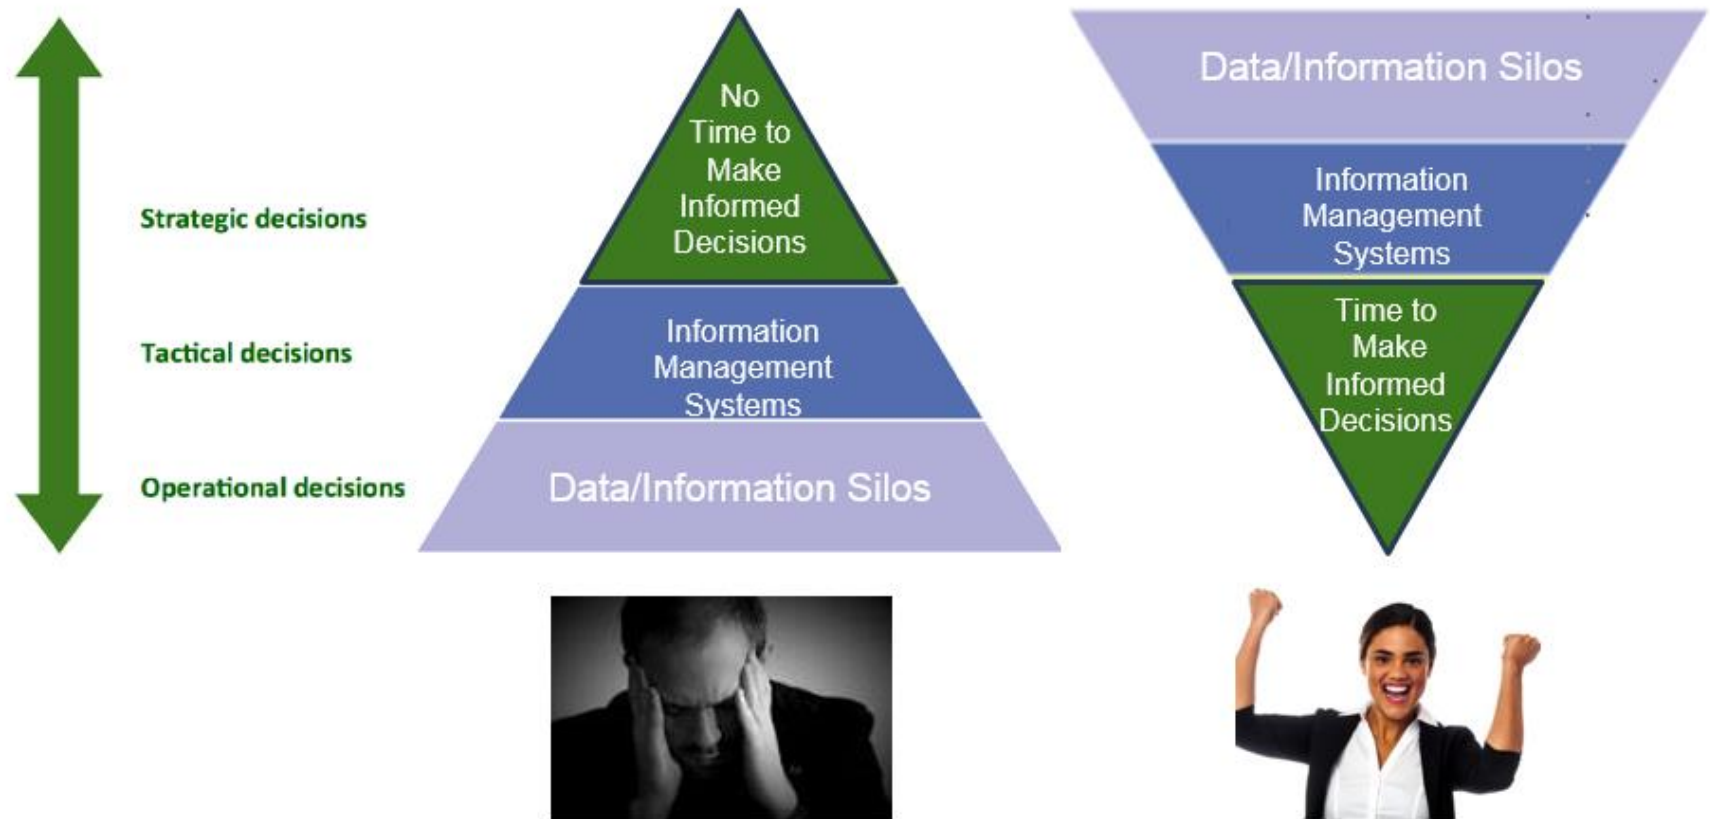 Strategic decisions
Tactical decisions
Operational decisions
No
Time to
Make
Informed
Decisions
Information
Management
Systems
Data/Information Silos
Data/Information Silos
Information
Management
Systems
Time to
Make
Informed
Decisions